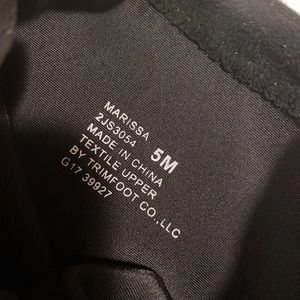 MARISSA
2JS3054 5M
MADE IN CHINA
TEXTILE UPPER
BY TRIMFOOT CO., LLC
G17 39927